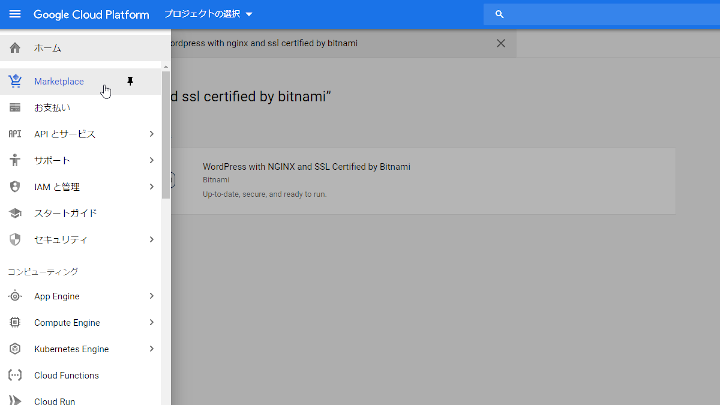 Google Cloud Platform プロジェクトの選択
ホーム
ordpress with nginx and ssl certified by bitnami
Marketplace
お支払い
API API とサービス
サポート
IAM と管理
スタートガイド
セキュリティ
コンピューティング
App Engine
Compute Engine
Kubernetes Engine
Cloud Functions
Cloud Run
d ssl certified by bitnami”
WordPress with NGINX and SSL Certified by Bitnami
Bitnami
Up-to-date, secure, and ready to run.